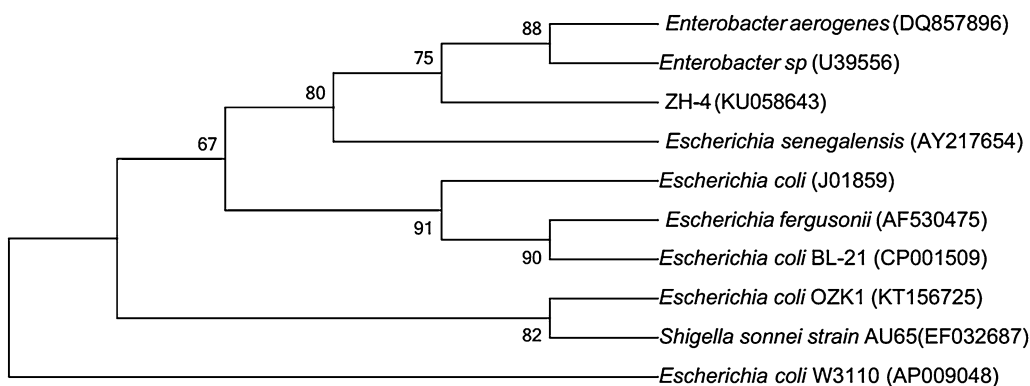 88
Enterobacter aerogenes (DQ857896)
Enterobacter sp (U39556)
75
ZH-4 (KU058643)
80
Escherichia senegalensis (AY217654)
67
Escherichia coli (J01859)
91
Escherichia fergusonii (AF530475)
90
Escherichia coli BL-21 (CP001509)
Escherichia coli OZK1 (KT156725)
82
Shigella sonnei strain AU65(EF032687)
Escherichia coli W3110 (AP009048)